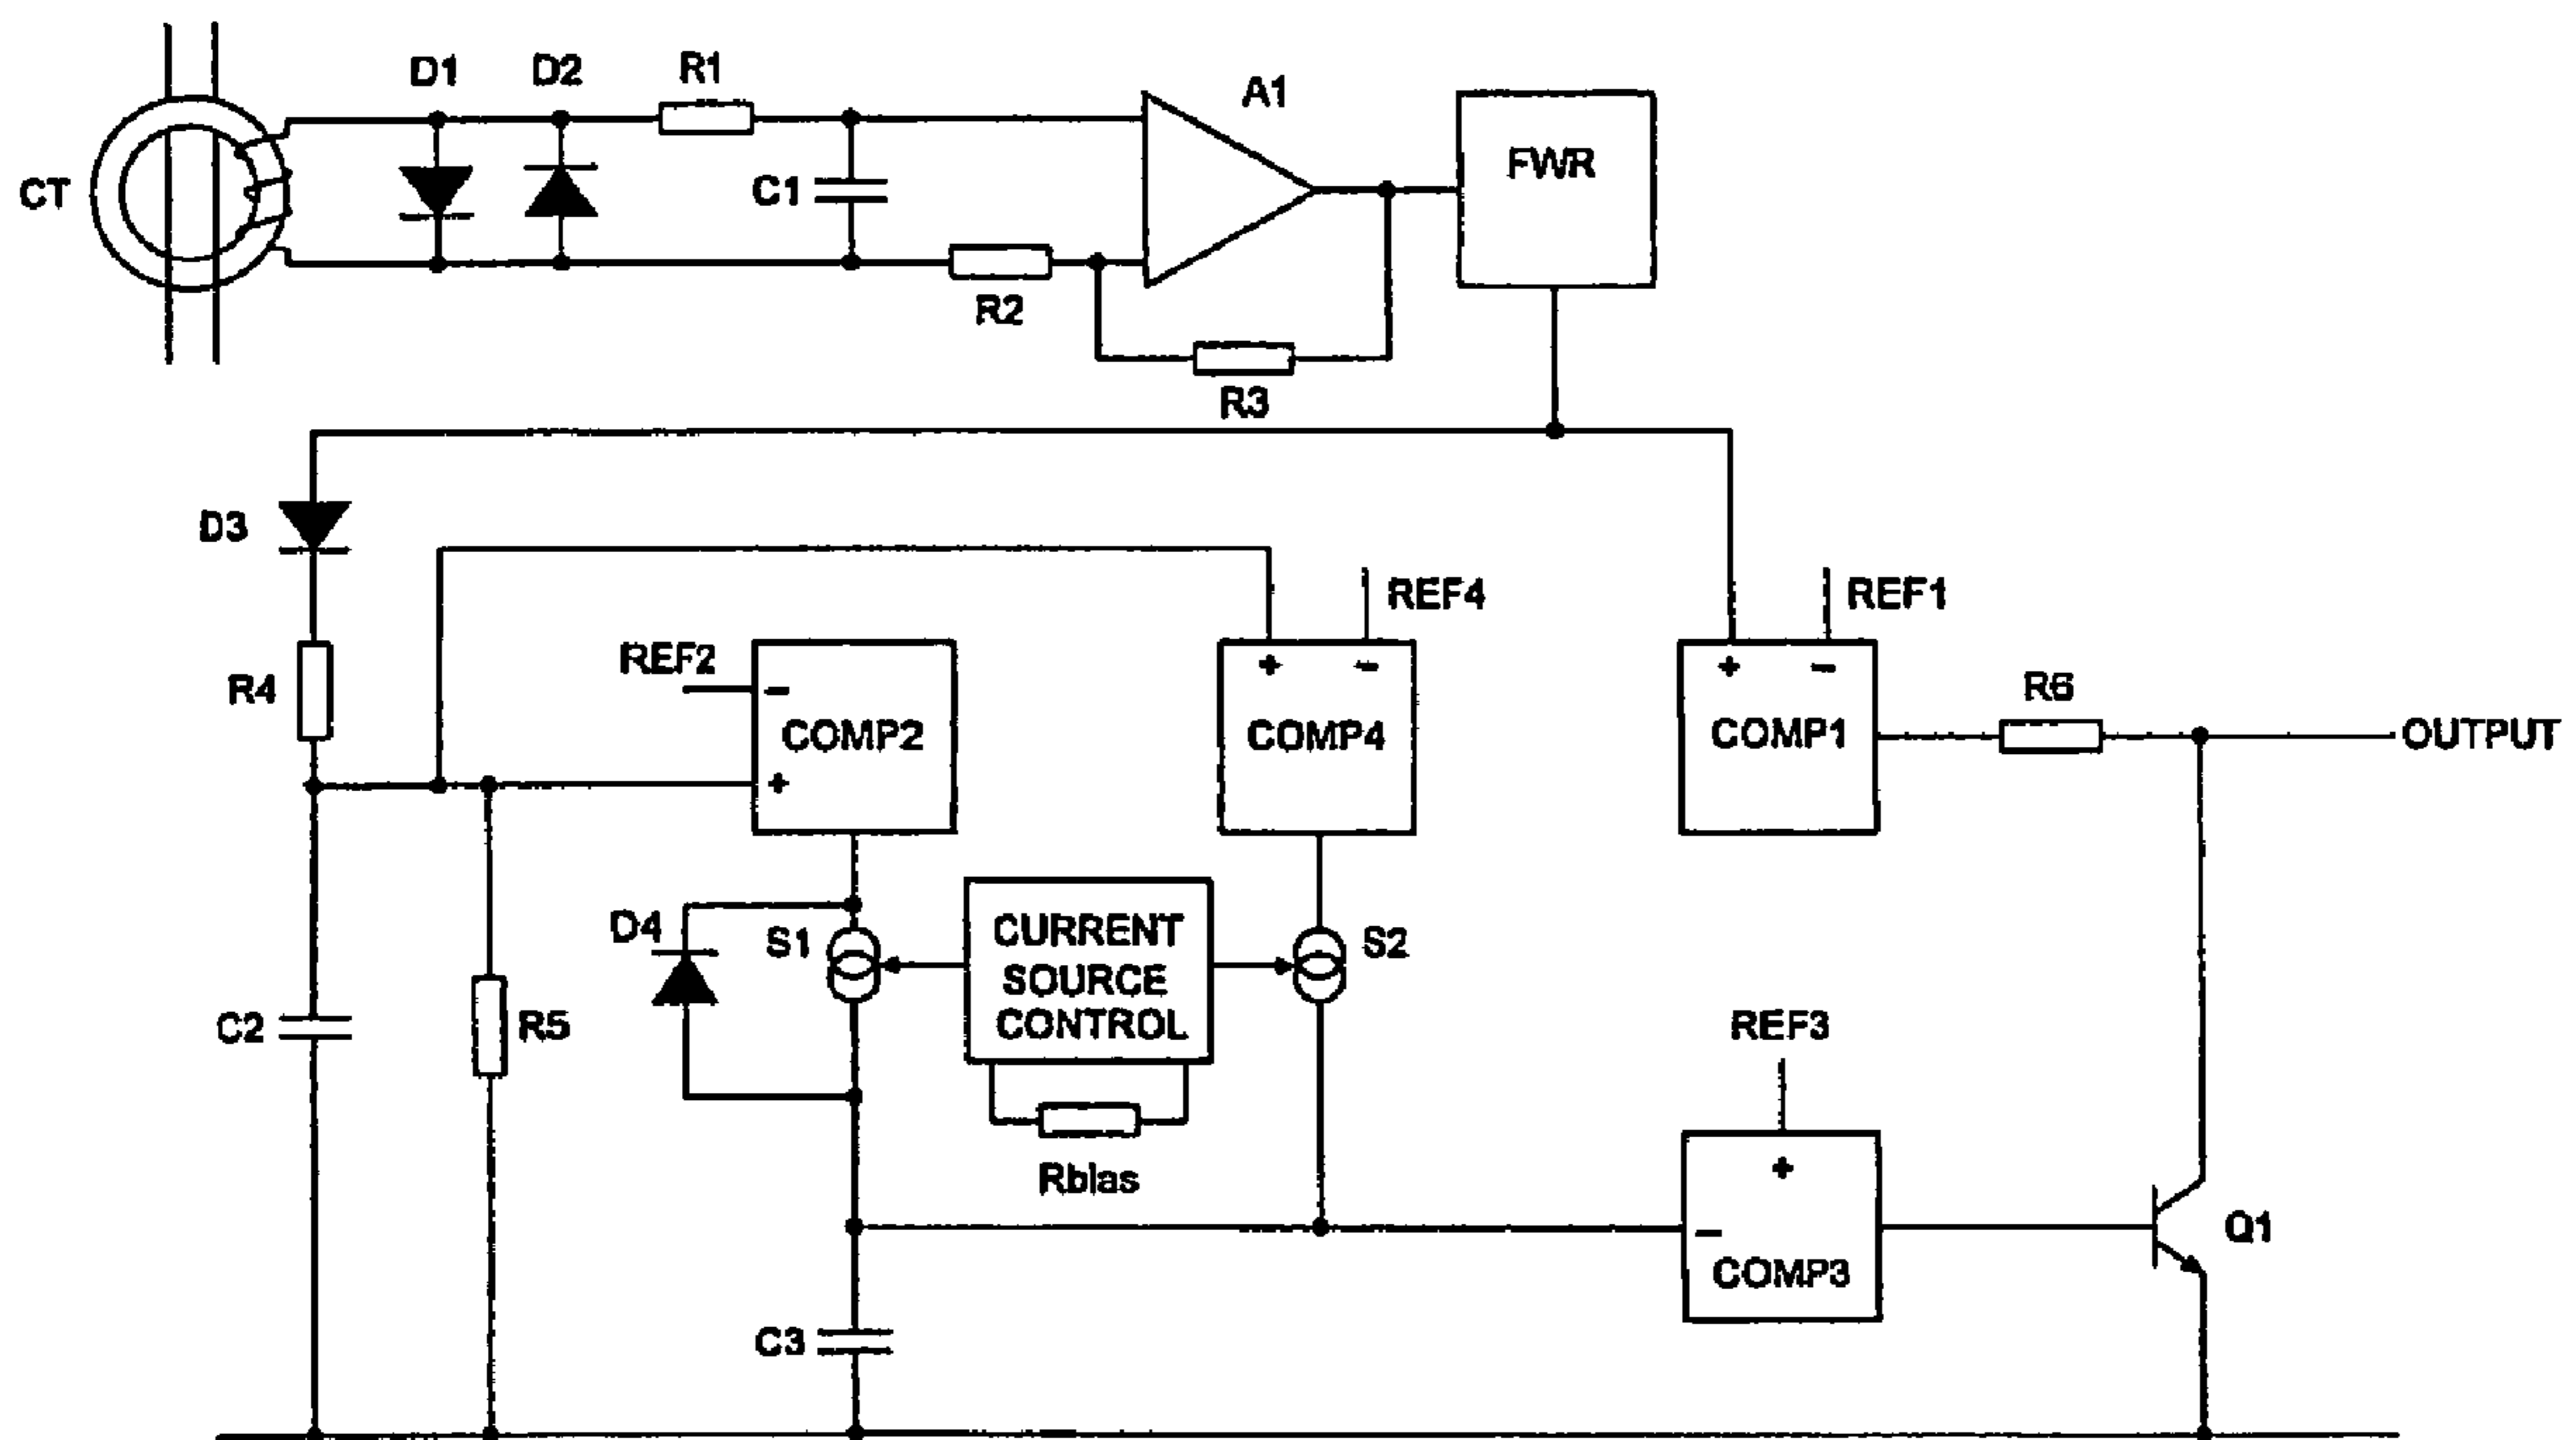 D1
D2
R1
A1
CT
C1
FWR
R2
R3
D3
REF4
REF1
R4
REF2
-
COMP2
+
+ -
COMP4
+ -
COMP1
R6
OUTPUT
D4
S1
CURRENT
SOURCE
CONTROL
S2
C2
R5
REF3
Rbias
+
-
COMP3
Q1
C3